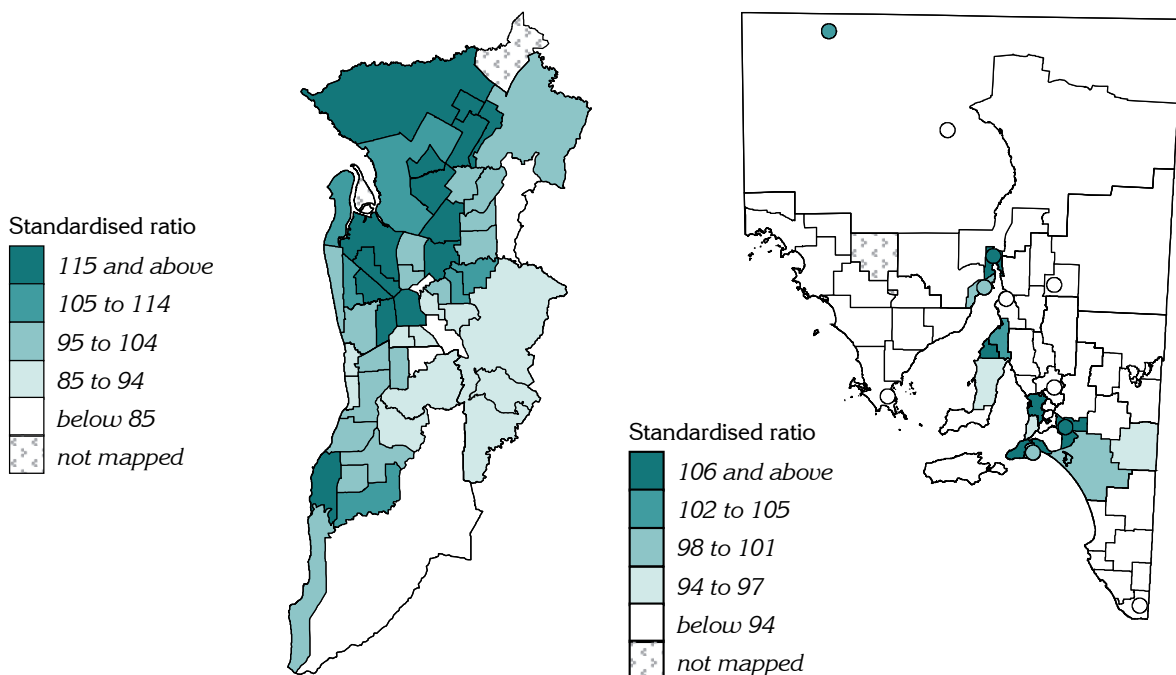 Standardised ratio
115 and above
105 to 114
95 to 104
85 to 94
below 85
not mapped
Standardised ratio
106 and above
102 to 105
98 to 101
94 to 97
below 94
not mapped